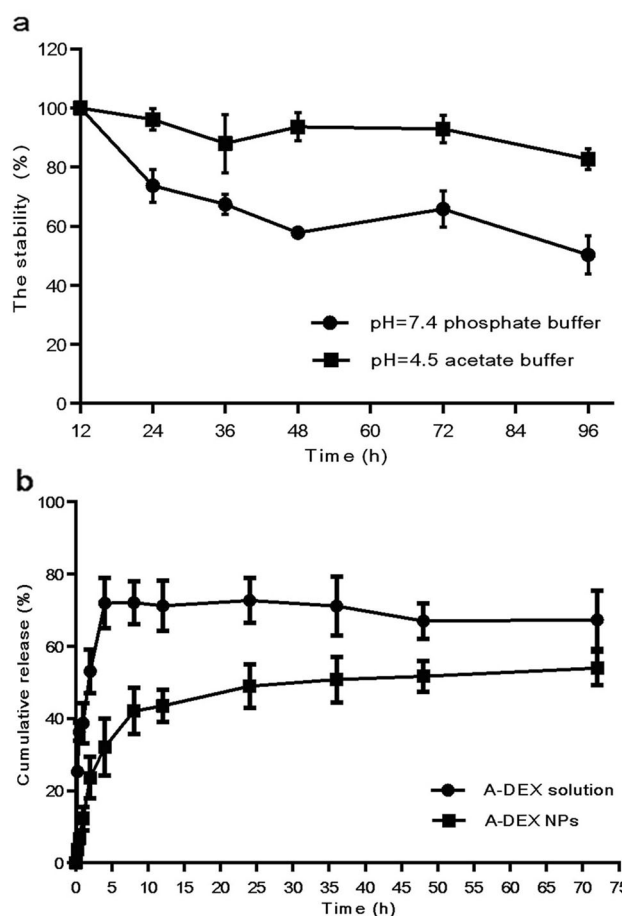 a
120
100
80
60
40
20
0
The stability (%)
pH=7.4 phosphate buffer
pH=4.5 acetate buffer
12 24 36 48 60 72 84 96
Time (h)
b
100
80
60
40
20
0
Cumulative release (%)
A-DEX solution
A-DEX NPs
0 5 10 15 20 25 30 35 40 45 50 55 60 65 70 75
Time (h)